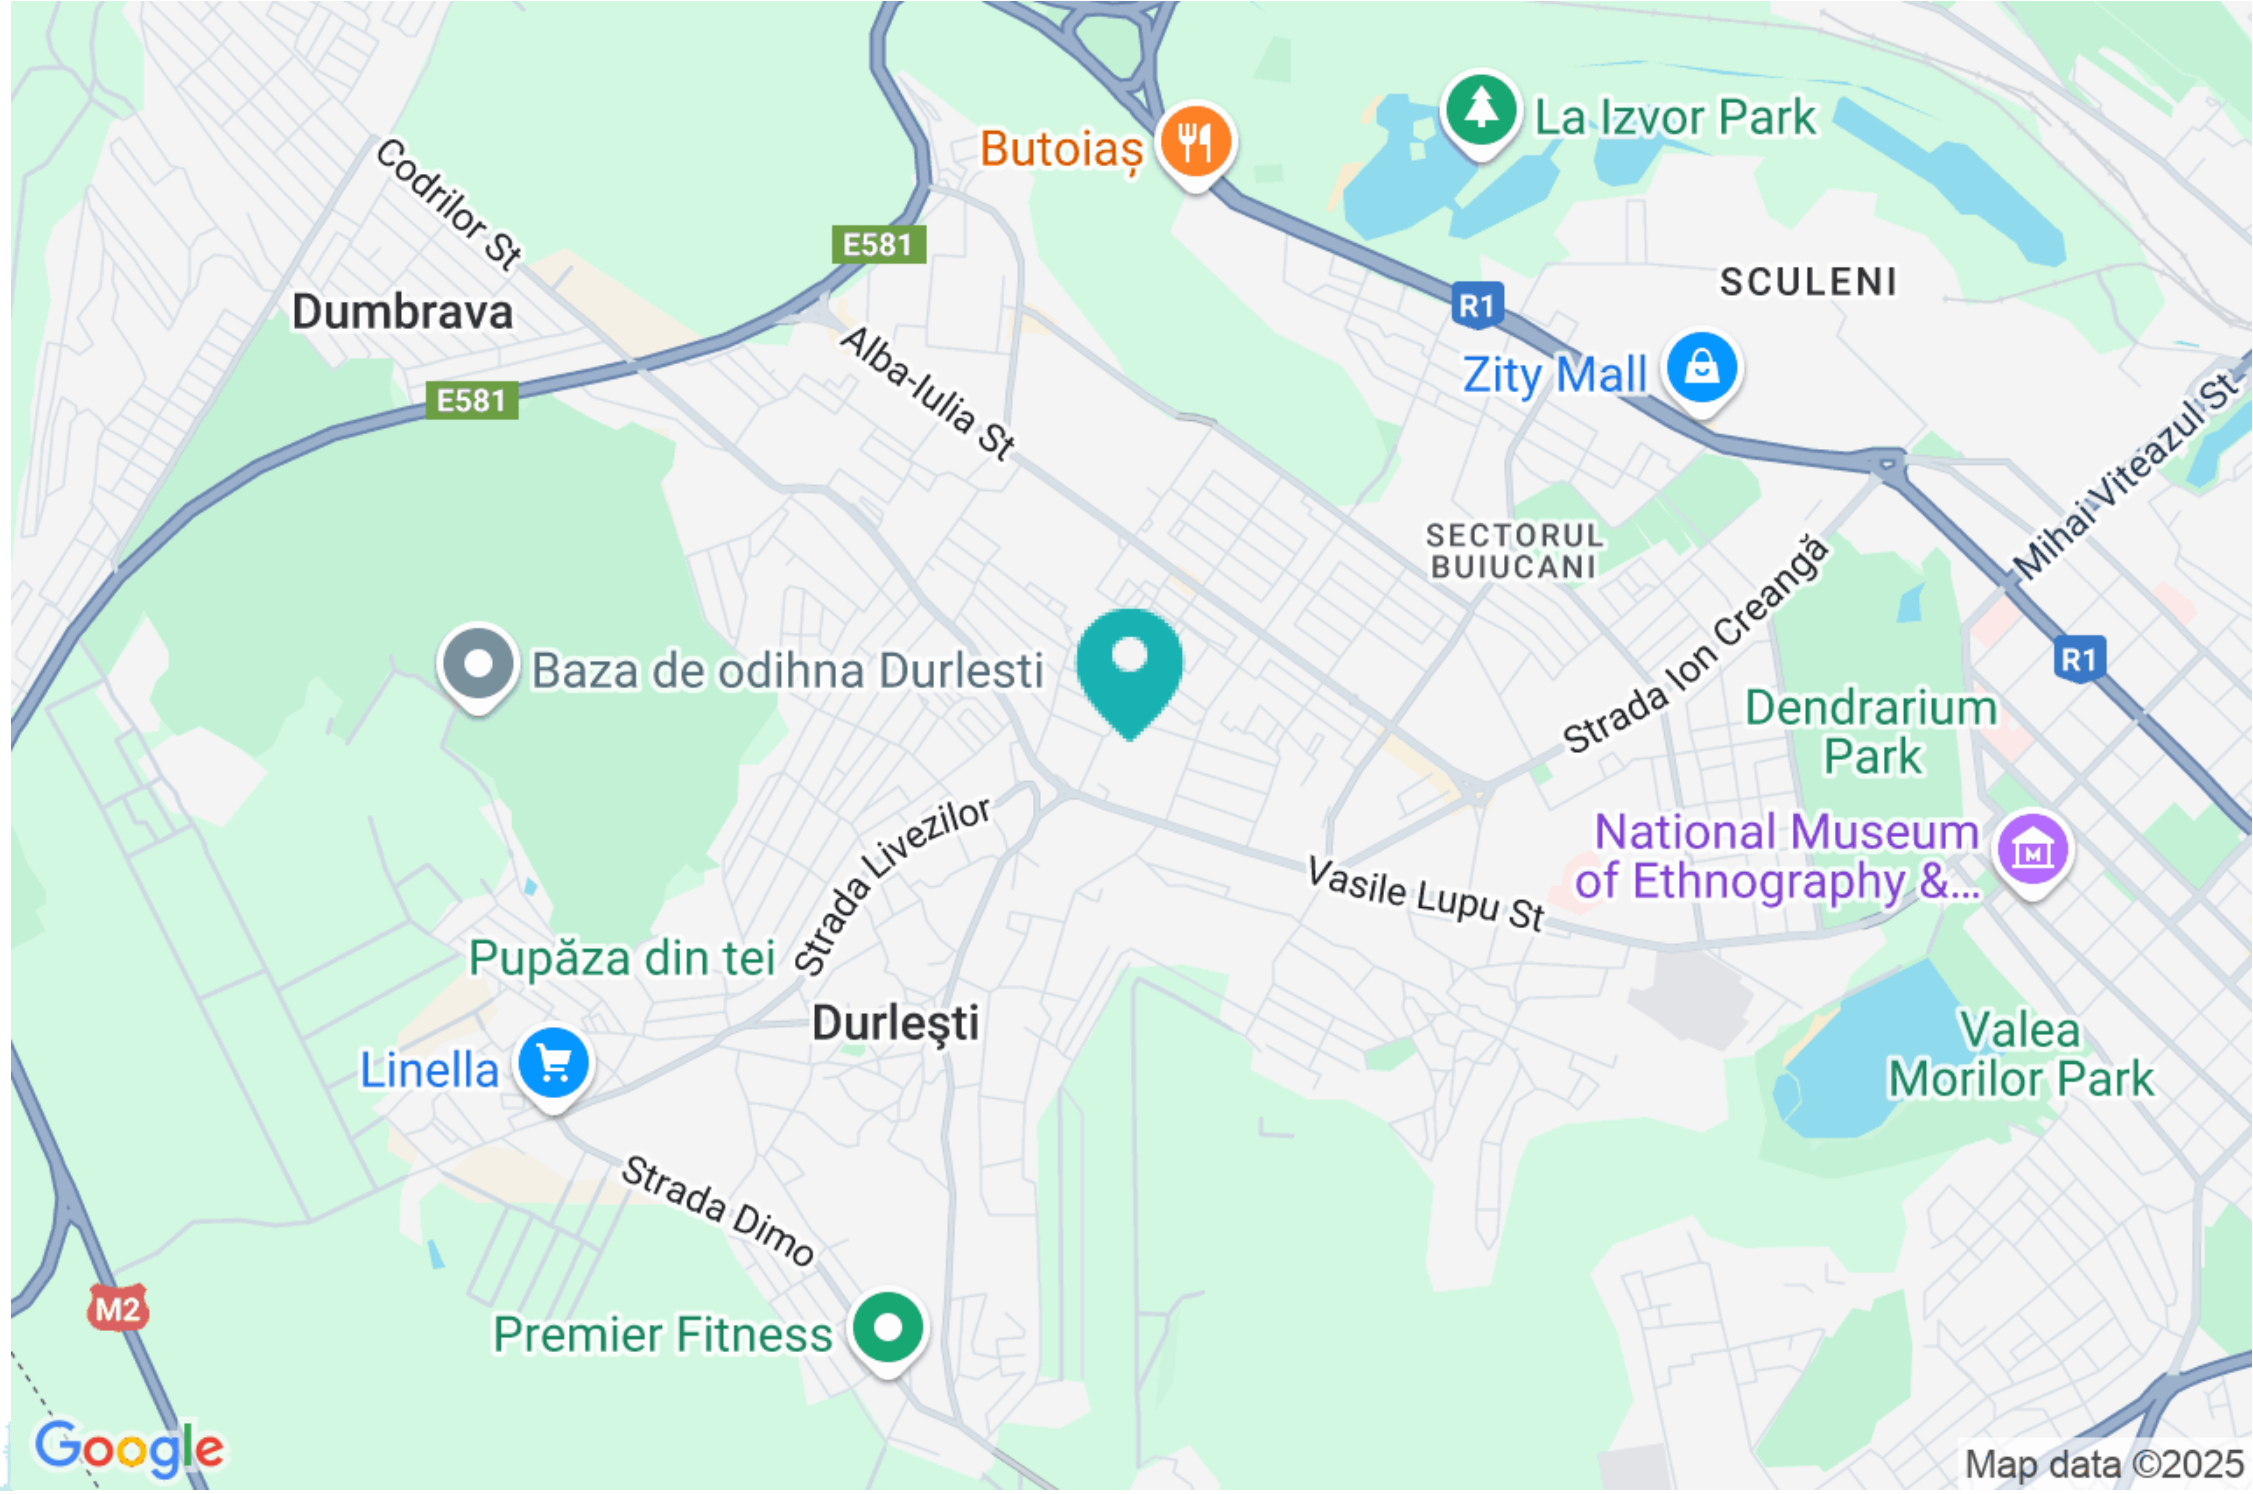 La Izvor Park
Butoiaș
Codrilor St
E581
SCULENI
Dumbrava
R1
Zity Mall
Alba-Iulia St
E581
Mihai Viteazul St
SECTORUL
BUIUCANI
Strada Ion Creangă
Baza de odihna Durlesti
R1
Dendrarium
Park
National Museum
of Ethnography &...
Strada Livezilor
Vasile Lupu St
Pupăza din tei
Durleşti
Valea
Morilor Park
Linella
Strada Dimo
M2
Premier Fitness
Google
Map data ©2025